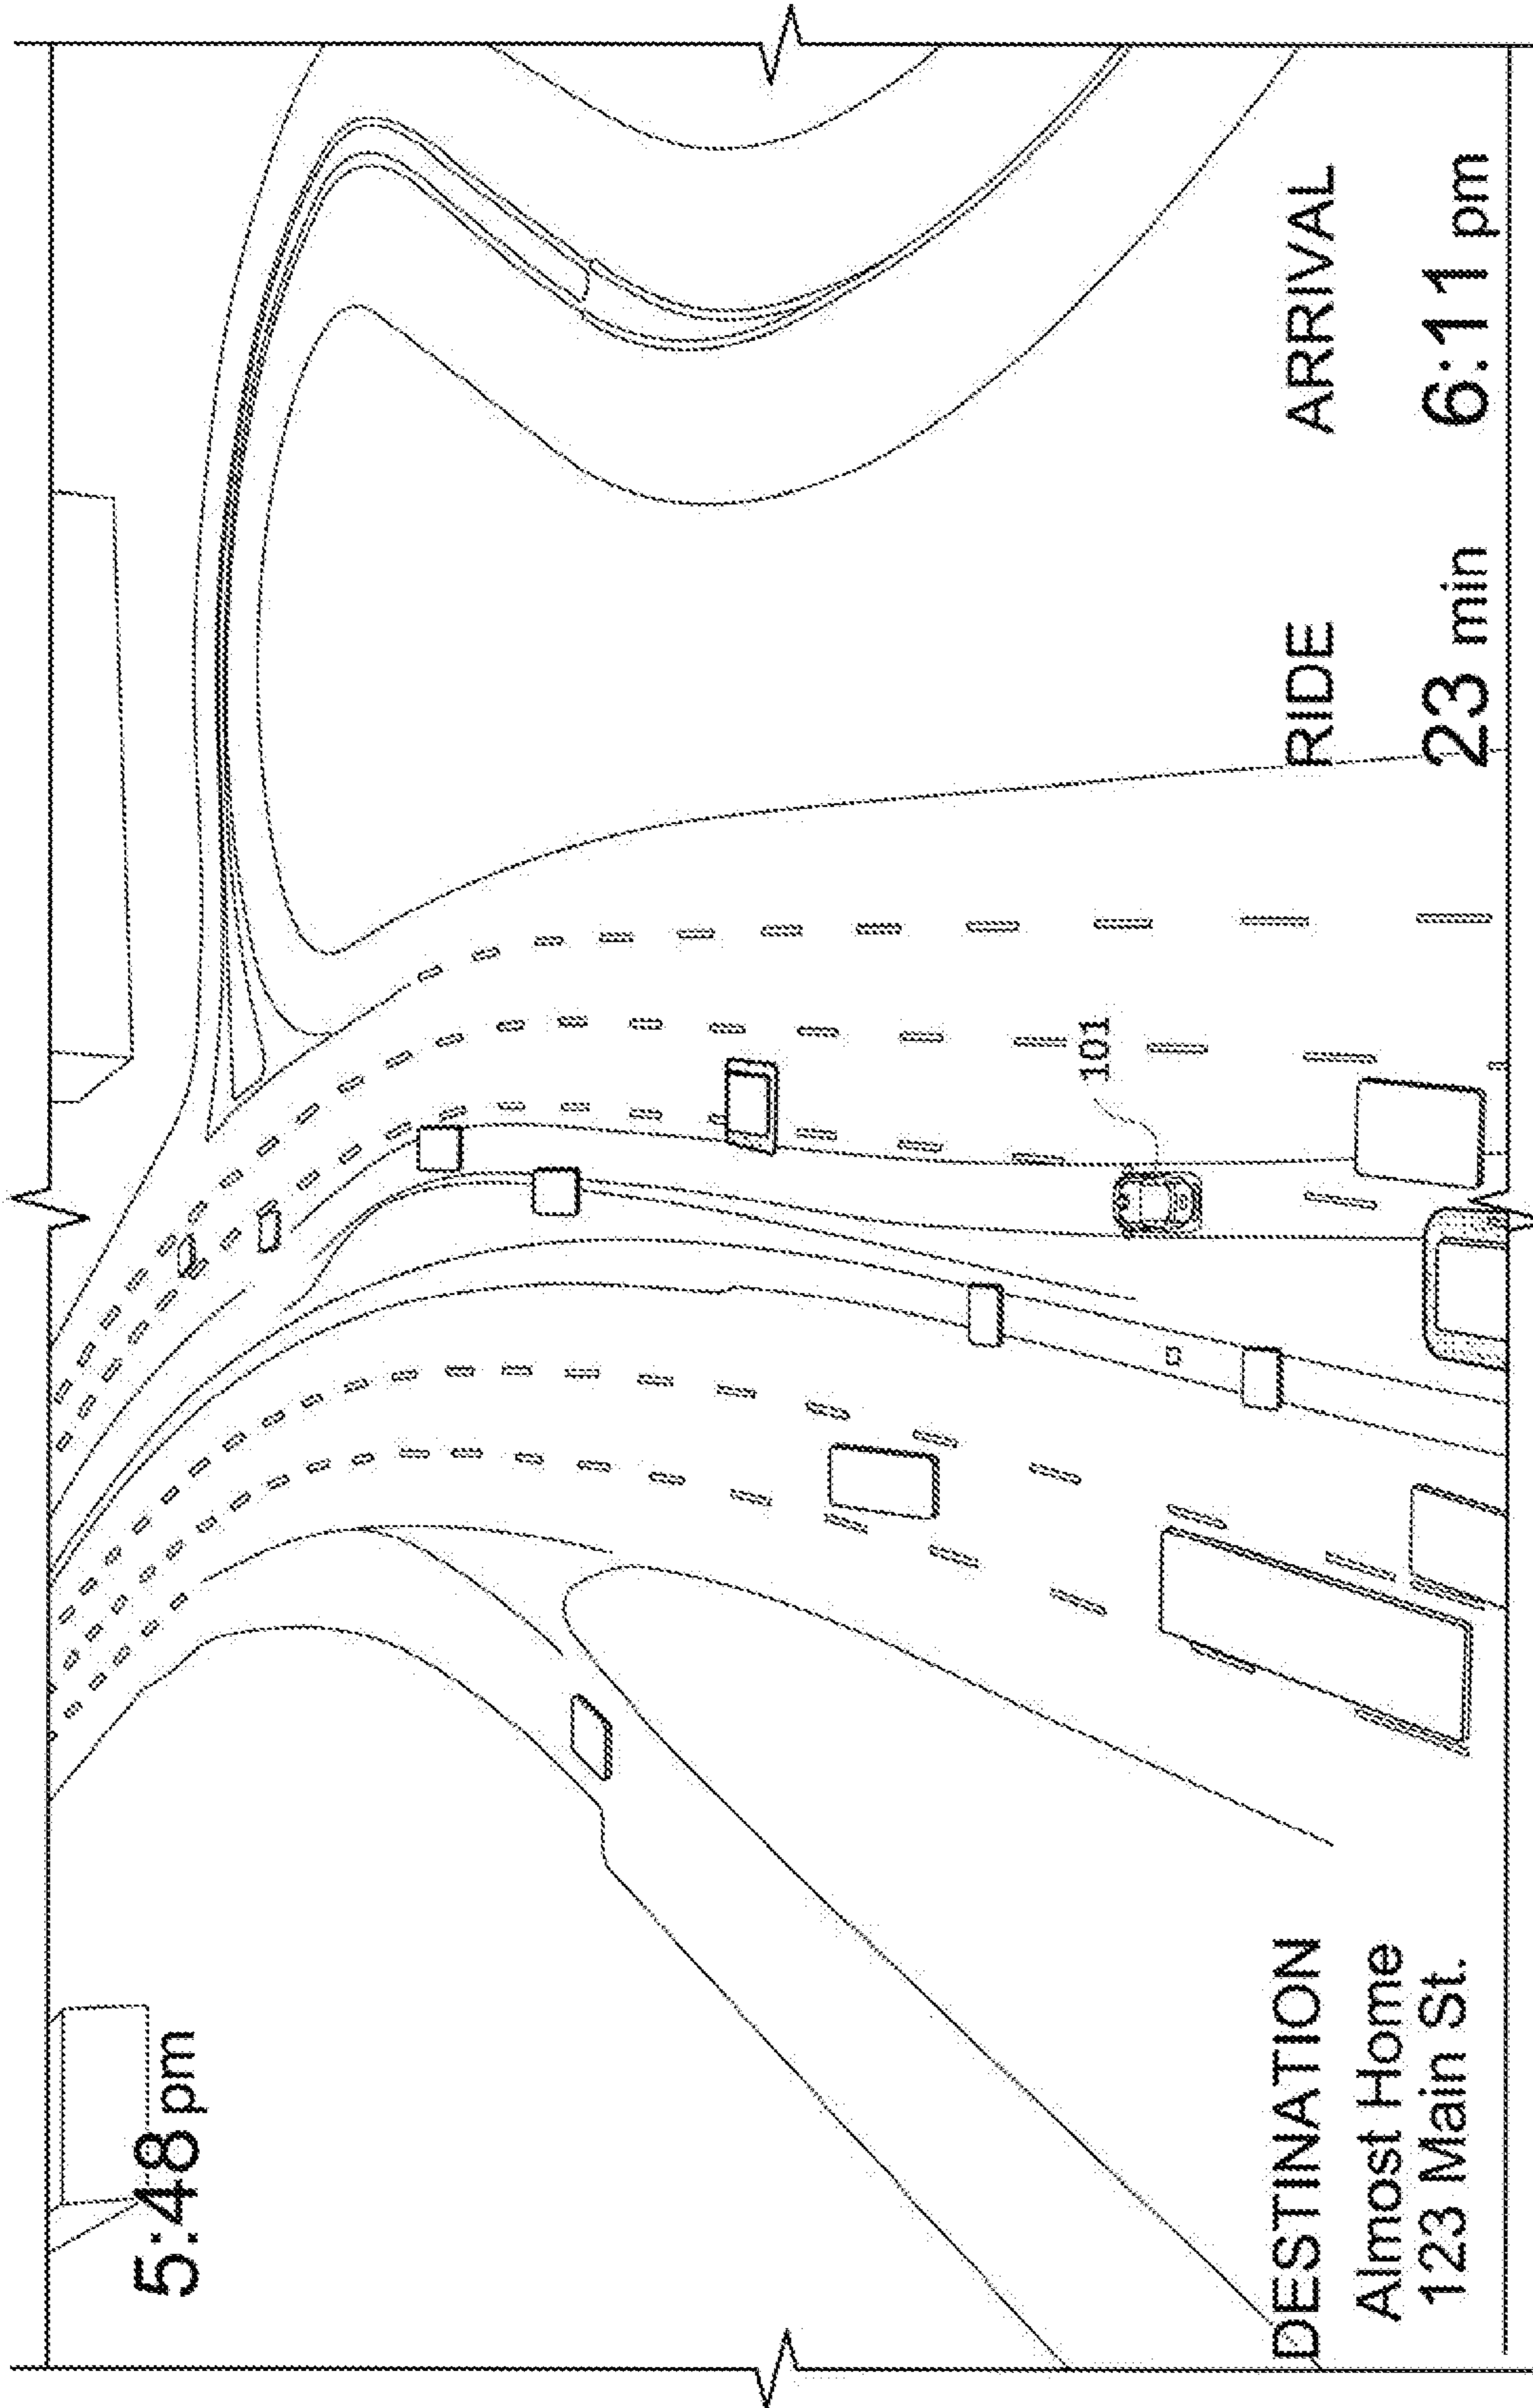 5:48 pm
101
DESTINATION
Almost Home
123 Main St.
RIDE
23 min
ARRIVAL
6:11 pm